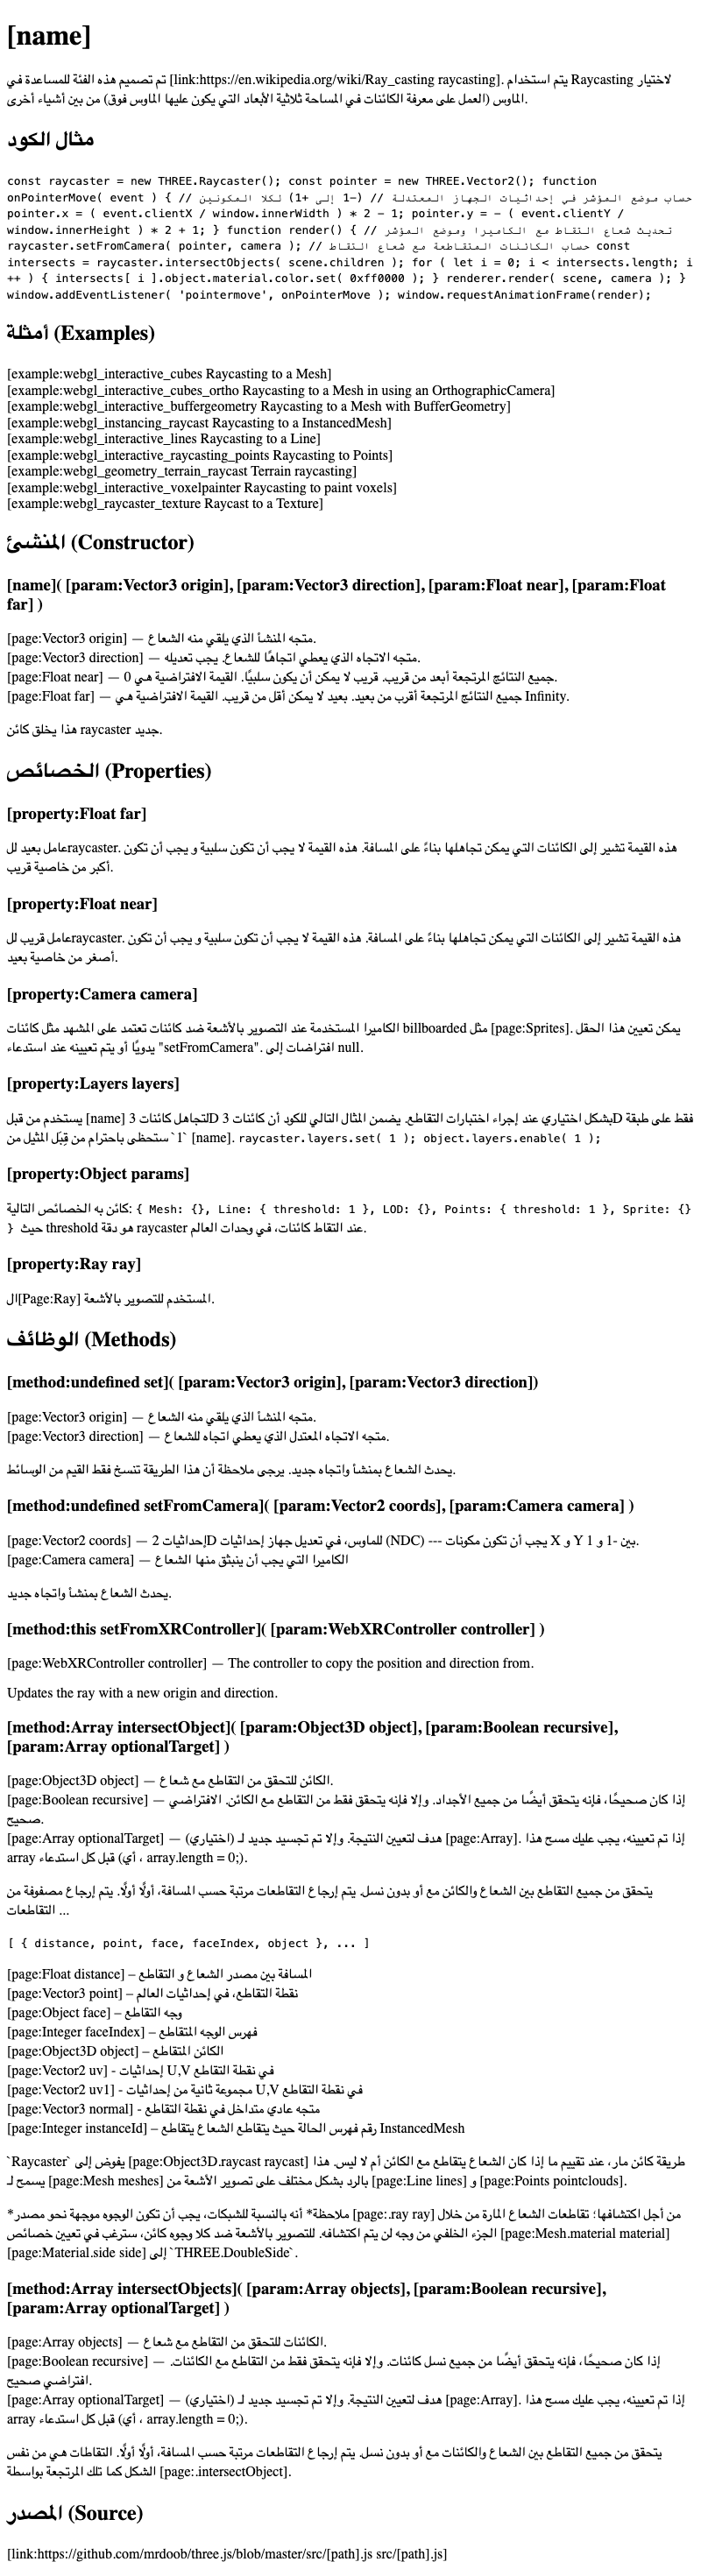 [name]
تم تصميم هذه الفئة للمساعدة في [link:https://en.wikipedia.org/wiki/Ray_casting raycasting]. يتم استخدام Raycasting لاختيار
الماوس (العمل على معرفة الكائنات في المساحة ثلاثية الأبعاد التي يكون عليها الماوس فوق) من بين أشياء أخرى.
مثال الكود
const raycaster = new THREE.Raycaster(); const pointer = new THREE.Vector2(); function
onPointerMove( event ) { // حساب موضع المؤشر في إحداثيات الجهاز المعتدلة // (-1 إلى +1) لكلا المكونين
pointer.x = ( event.clientX / window.innerWidth ) * 2 - 1; pointer.y = - ( event.clientY /
window.innerHeight ) * 2 + 1; } function render() { // تحديث شعاع التقاط مع الكاميرا وموضع المؤشر
raycaster.setFromCamera( pointer, camera ); // حساب الكائنات المتقاطعة مع شعاع التقاط const
intersects = raycaster.intersectObjects( scene.children ); for ( let i = 0; i < intersects.length; i
++ ) { intersects[ i ].object.material.color.set( 0xff0000 ); } renderer.render( scene, camera ); }
window.addEventListener( 'pointermove', onPointerMove ); window.requestAnimationFrame(render);
أمثلة (Examples)
[example:webgl_interactive_cubes Raycasting to a Mesh]
[example:webgl_interactive_cubes_ortho Raycasting to a Mesh in using an OrthographicCamera]
[example:webgl_interactive_buffergeometry Raycasting to a Mesh with BufferGeometry]
[example:webgl_instancing_raycast Raycasting to a InstancedMesh]
[example:webgl_interactive_lines Raycasting to a Line]
[example:webgl_interactive_raycasting_points Raycasting to Points]
[example:webgl_geometry_terrain_raycast Terrain raycasting]
[example:webgl_interactive_voxelpainter Raycasting to paint voxels]
[example:webgl_raycaster_texture Raycast to a Texture]
المنشئ (Constructor)
[name]( [param:Vector3 origin], [param:Vector3 direction], [param:Float near], [param:Float
far] )
[page:Vector3 origin] — متجه المنشأ الذي يلقي منه الشعاع.
[page:Vector3 direction] — متجه الاتجاه الذي يعطي اتجاهًا للشعاع. يجب تعديله.
[page:Float near] — جميع النتائج المرتجعة أبعد من قريب. قريب لا يمكن أن يكون سلبيًا. القيمة الافتراضية هي 0.
[page:Float far] — جميع النتائج المرتجعة أقرب من بعيد. بعيد لا يمكن أقل من قريب. القيمة الافتراضية هي Infinity.
هذا يخلق كائن raycaster جديد.
الخصائص (Properties)
[property:Float far]
عامل بعيد للraycaster. هذه القيمة تشير إلى الكائنات التي يمكن تجاهلها بناءً على المسافة. هذه القيمة لا يجب أن تكون سلبية و يجب أن تكون
أكبر من خاصية قريب.
[property:Float near]
عامل قريب للraycaster. هذه القيمة تشير إلى الكائنات التي يمكن تجاهلها بناءً على المسافة. هذه القيمة لا يجب أن تكون سلبية و يجب أن تكون
أصغر من خاصية بعيد.
[property:Camera camera]
الكاميرا المستخدمة عند التصوير بالأشعة ضد كائنات تعتمد على المشهد مثل كائنات billboarded مثل [page:Sprites]. يمكن تعيين هذا الحقل
يدويًا أو يتم تعيينه عند استدعاء "setFromCamera". افتراضات إلى null.
[property:Layers layers]
يستخدم من قبل [name] لتجاهل كائنات 3D بشكل اختياري عند إجراء اختبارات التقاطع. يضمن المثال التالي للكود أن كائنات 3D فقط على طبقة
`1` ستحظى باحترام من قِبَل المثيل من [name]. raycaster.layers.set( 1 ); object.layers.enable( 1 );
[property:Object params]
كائن به الخصائص التالية: { Mesh: {}, Line: { threshold: 1 }, LOD: {}, Points: { threshold: 1 }, Sprite: {}
} حيث threshold هو دقة raycaster عند التقاط كائنات، في وحدات العالم.
[property:Ray ray]
ال[Page:Ray] المستخدم للتصوير بالأشعة.
الوظائف (Methods)
[method:undefined set]( [param:Vector3 origin], [param:Vector3 direction])
[page:Vector3 origin] — متجه المنشأ الذي يلقي منه الشعاع.
[page:Vector3 direction] — متجه الاتجاه المعتدل الذي يعطي اتجاه للشعاع.
يحدث الشعاع بمنشأ واتجاه جديد. يرجى ملاحظة أن هذا الطريقة تنسخ فقط القيم من الوسائط.
[method:undefined setFromCamera]( [param:Vector2 coords], [param:Camera camera] )
[page:Vector2 coords] — إحداثيات 2D للماوس، في تعديل جهاز إحداثيات (NDC) --- يجب أن تكون مكونات X و Y بين -1 و 1.
[page:Camera camera] — الكاميرا التي يجب أن ينبثق منها الشعاع
يحدث الشعاع بمنشأ واتجاه جديد.
[method:this setFromXRController]( [param:WebXRController controller] )
[page:WebXRController controller] — The controller to copy the position and direction from.
Updates the ray with a new origin and direction.
[method:Array intersectObject]( [param:Object3D object], [param:Boolean recursive],
[param:Array optionalTarget] )
[page:Object3D object] — الكائن للتحقق من التقاطع مع شعاع.
[page:Boolean recursive] — إذا كان صحيحًا، فإنه يتحقق أيضًا من جميع الأجداد. وإلا فإنه يتحقق فقط من التقاطع مع الكائن. الافتراضي
صحيح.
[page:Array optionalTarget] — (اختياري) هدف لتعيين النتيجة. وإلا تم تجسيد جديد لـ [page:Array]. إذا تم تعيينه، يجب عليك مسح هذا
array قبل كل استدعاء (أي ، array.length = 0;).
يتحقق من جميع التقاطع بين الشعاع والكائن مع أو بدون نسل. يتم إرجاع التقاطعات مرتبة حسب المسافة، أولًا أولًا. يتم إرجاع مصفوفة من
التقاطعات ...
[ { distance, point, face, faceIndex, object }, ... ]
[page:Float distance] – المسافة بين مصدر الشعاع و التقاطع
[page:Vector3 point] – نقطة التقاطع، في إحداثيات العالم
[page:Object face] – وجه التقاطع
[page:Integer faceIndex] – فهرس الوجه المتقاطع
[page:Object3D object] – الكائن المتقاطع
[page:Vector2 uv] - إحداثيات U,V في نقطة التقاطع
[page:Vector2 uv1] - مجموعة ثانية من إحداثيات U,V في نقطة التقاطع
[page:Vector3 normal] - متجه عادي متداخل في نقطة التقاطع
[page:Integer instanceId] – رقم فهرس الحالة حيث يتقاطع الشعاع يتقاطع InstancedMesh
`Raycaster` يفوض إلى [page:Object3D.raycast raycast] طريقة كائن مار، عند تقييم ما إذا كان الشعاع يتقاطع مع الكائن أم لا ليس. هذا
يسمح لـ [page:Mesh meshes] بالرد بشكل مختلف على تصوير الأشعة من [page:Line lines] و [page:Points pointclouds].
*ملاحظة* أنه بالنسبة للشبكات، يجب أن تكون الوجوه موجهة نحو مصدر [page:.ray ray] من أجل اكتشافها؛ تقاطعات الشعاع المارة من خلال
الجزء الخلفي من وجه لن يتم اكتشافه. للتصوير بالأشعة ضد كلا وجوه كائن، سترغب في تعيين خصائص [page:Mesh.material material]
[page:Material.side side] إلى `THREE.DoubleSide`.
[method:Array intersectObjects]( [param:Array objects], [param:Boolean recursive],
[param:Array optionalTarget] )
[page:Array objects] — الكائنات للتحقق من التقاطع مع شعاع.
[page:Boolean recursive] — إذا كان صحيحًا، فإنه يتحقق أيضًا من جميع نسل كائنات. وإلا فإنه يتحقق فقط من التقاطع مع الكائنات.
افتراضي صحيح.
[page:Array optionalTarget] — (اختياري) هدف لتعيين النتيجة. وإلا تم تجسيد جديد لـ [page:Array]. إذا تم تعيينه، يجب عليك مسح هذا
array قبل كل استدعاء (أي ، array.length = 0;).
يتحقق من جميع التقاطع بين الشعاع والكائنات مع أو بدون نسل. يتم إرجاع التقاطعات مرتبة حسب المسافة، أولًا أولًا. التقاطات هي من نفس
الشكل كما تلك المرتجعة بواسطة [page:.intersectObject].
المصدر (Source)
[link:https://github.com/mrdoob/three.js/blob/master/src/[path].js src/[path].js]